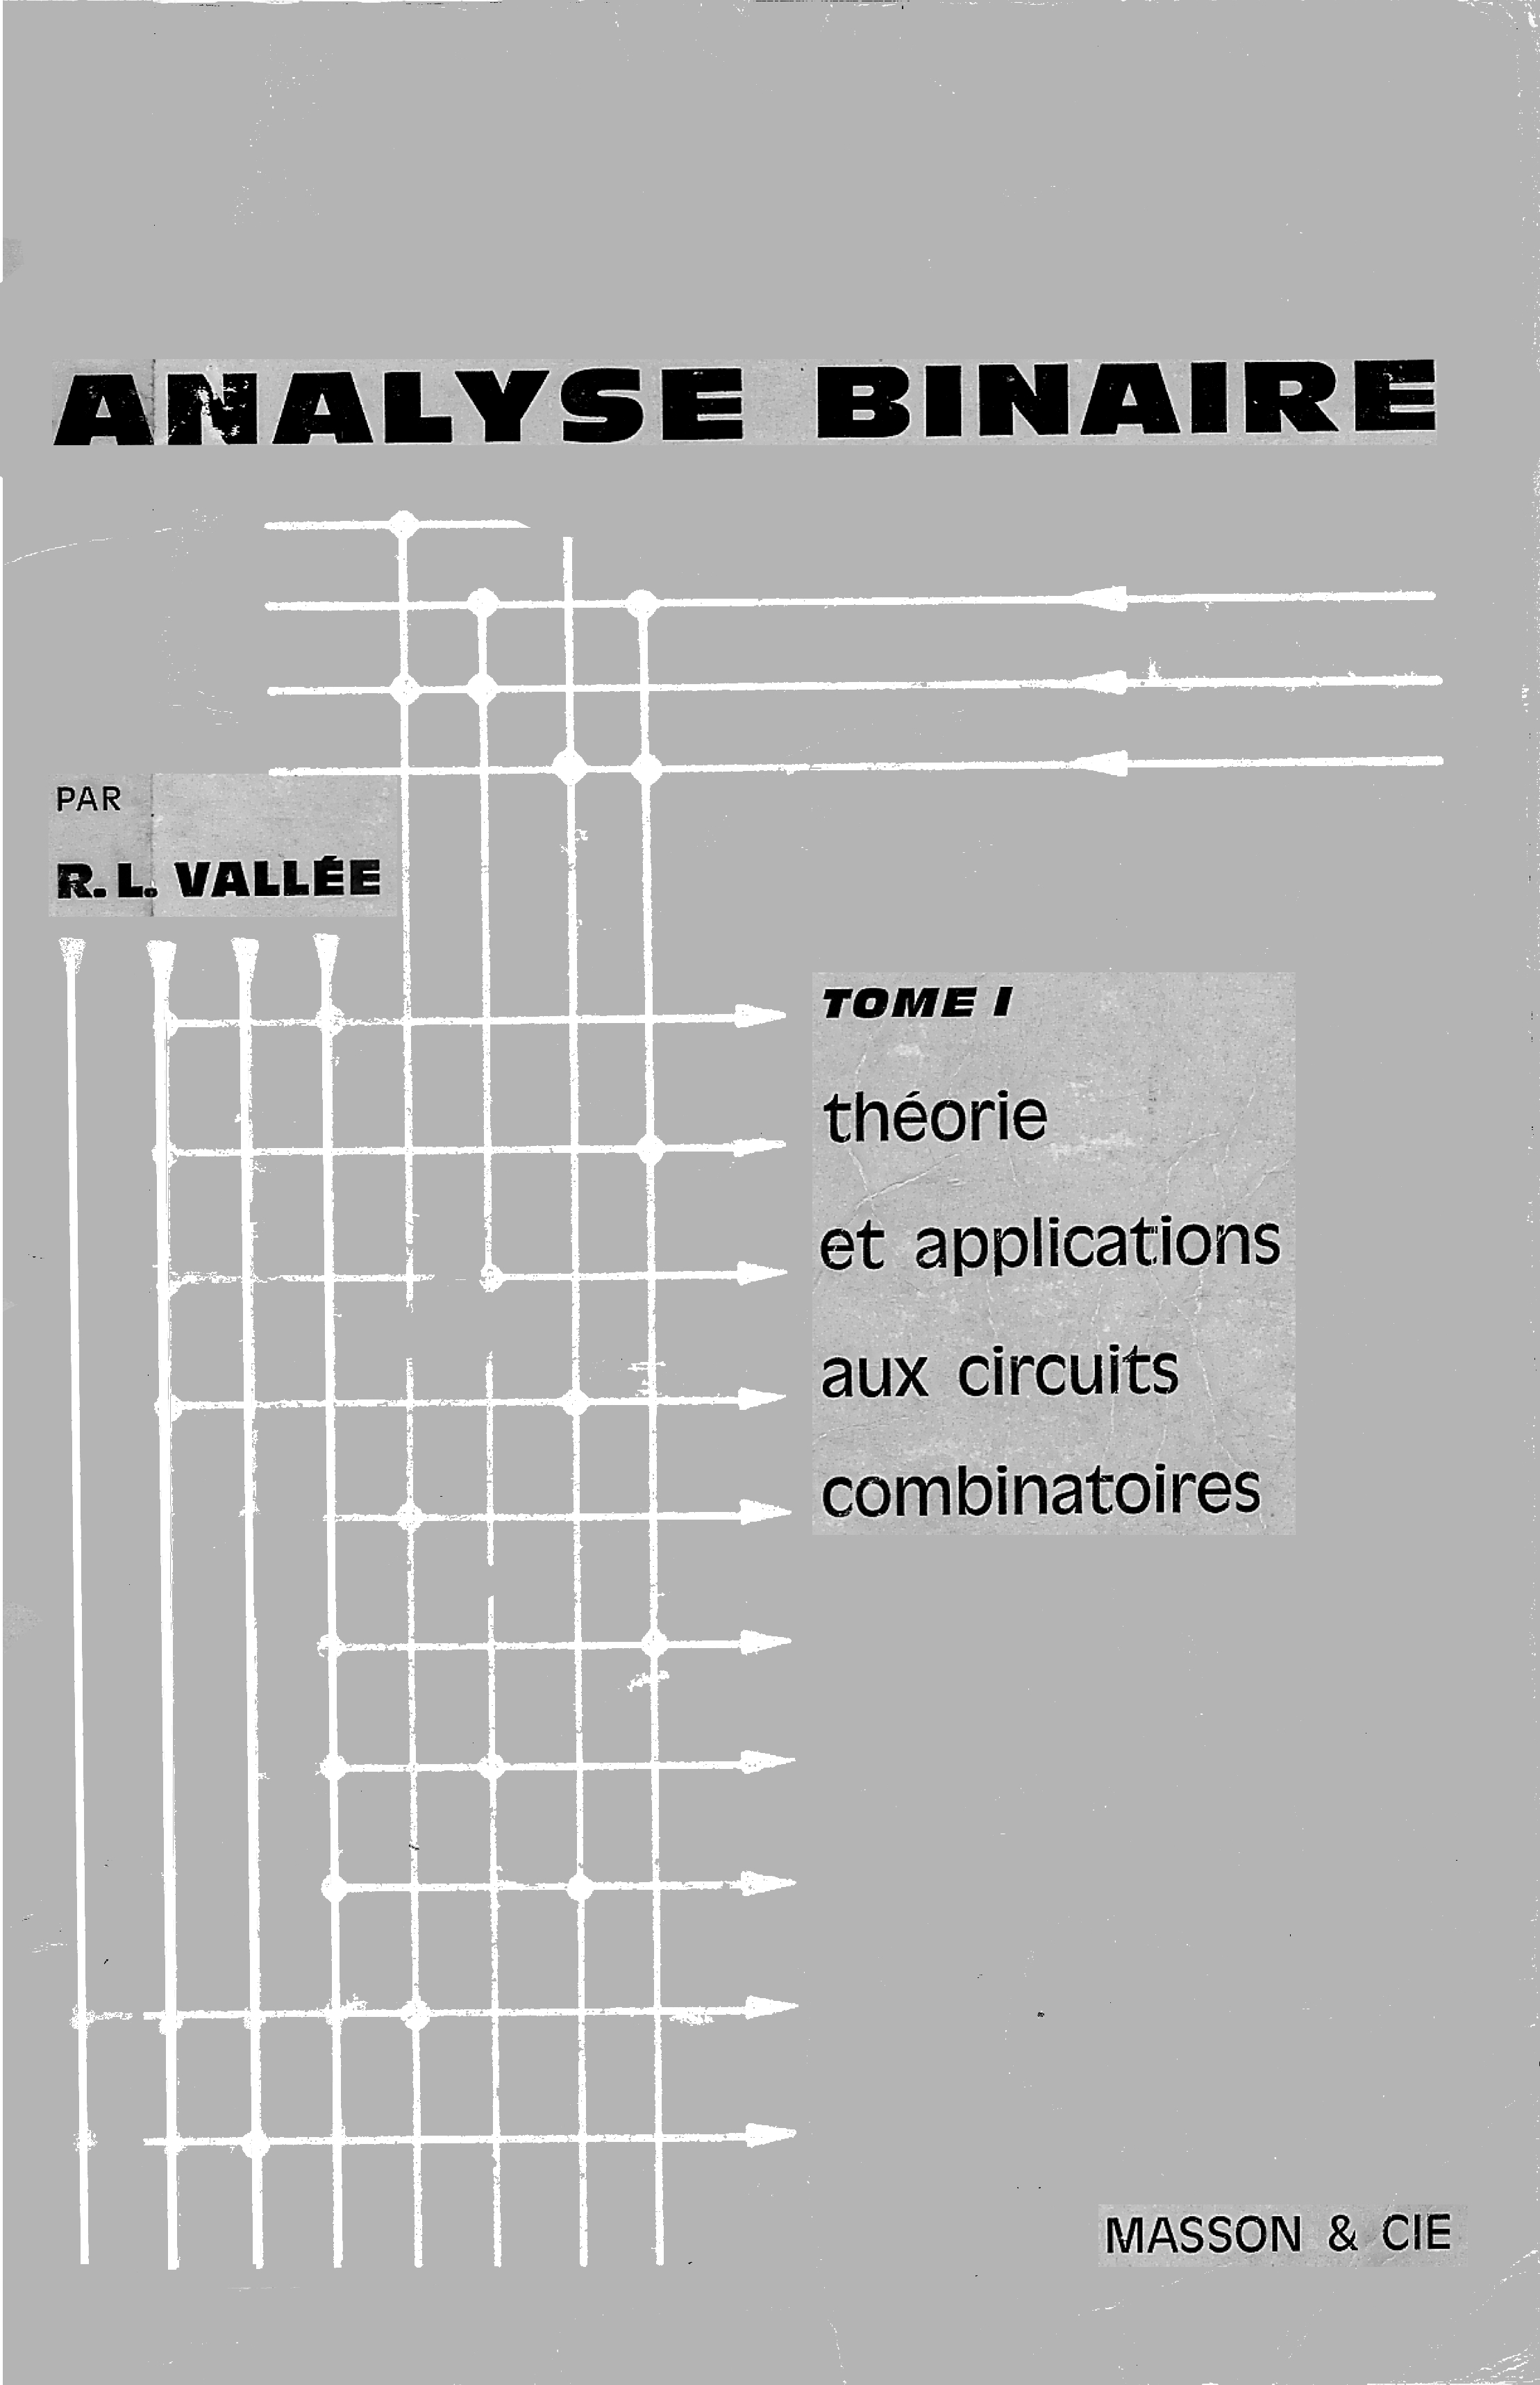 ANALYSE BINAIRE
PAR
R. L. VALLÉE
TOME I
théorie
et applications
aux circuits
combinatoires
MASSON & CIE